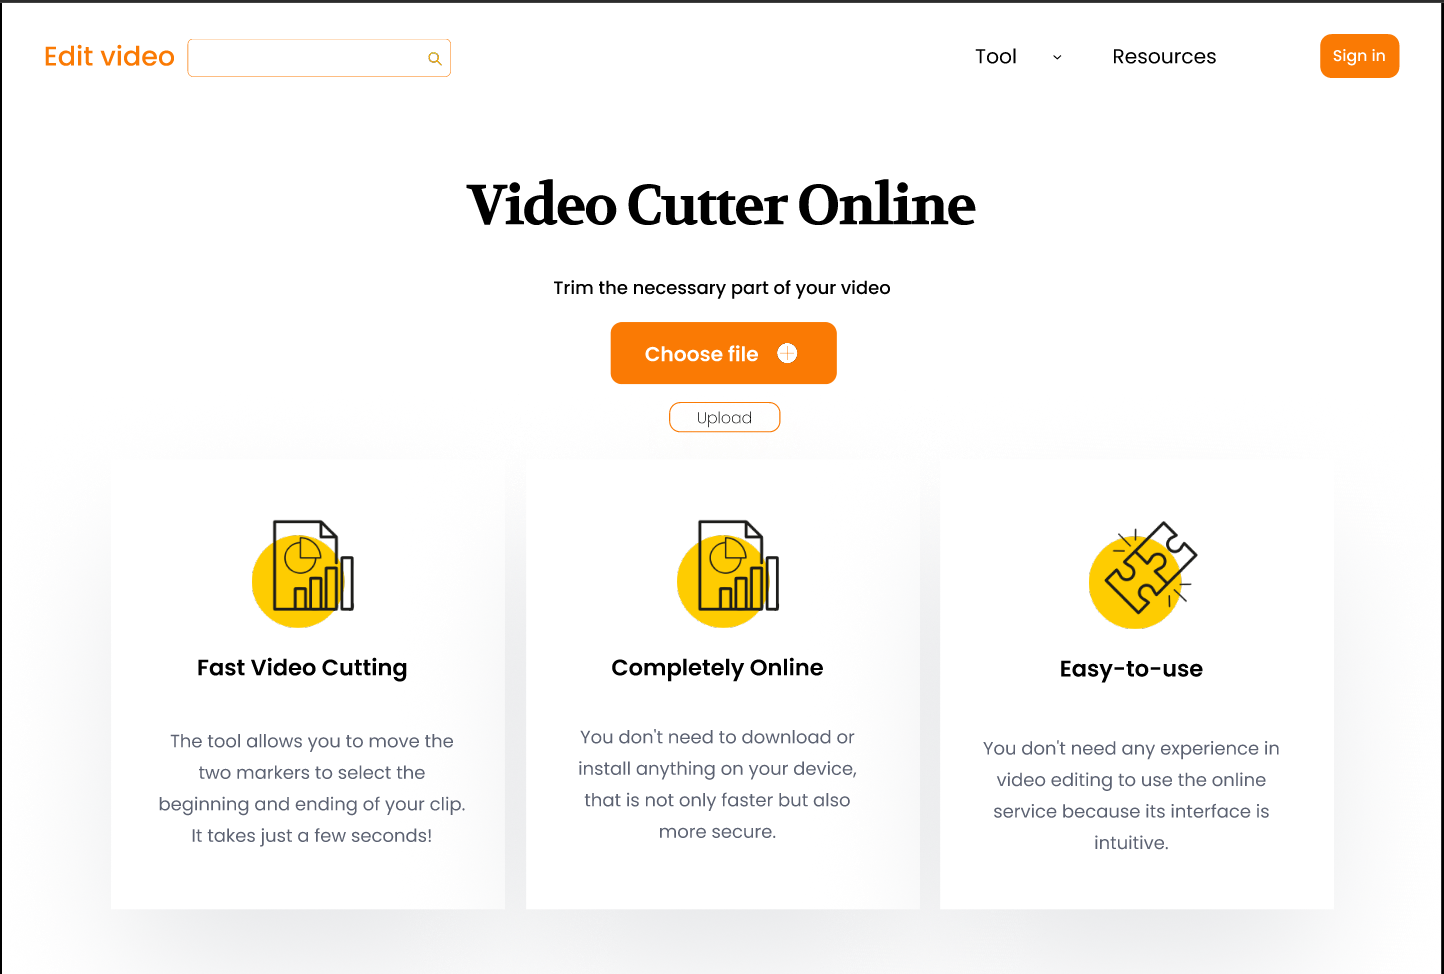 Edit video
Tool
Resources
Sign in
Video Cutter Online
Trim the necessary part of your video
Choose file
Upload
Fast Video Cutting
The tool allows you to move the
two markers to select the
beginning and ending of your clip.
It takes just a few seconds!
Completely Online
You don't need to download or
install anything on your device,
that is not only faster but also
more secure.
Easy-to-use
You don't need any experience in
video editing to use the online
service because its interface is
intuitive.